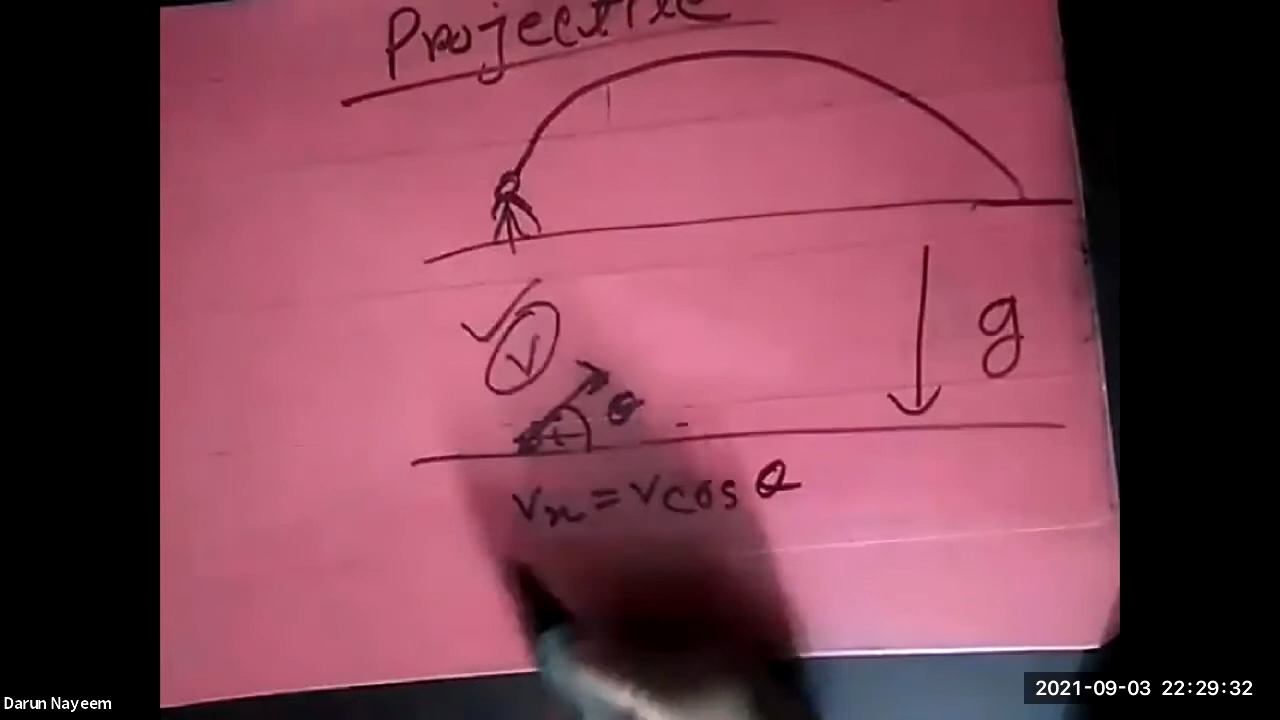 Projectile
V
θ
g
Vx = v cos θ
Darun Nayeem
2021-09-03 22:29:32